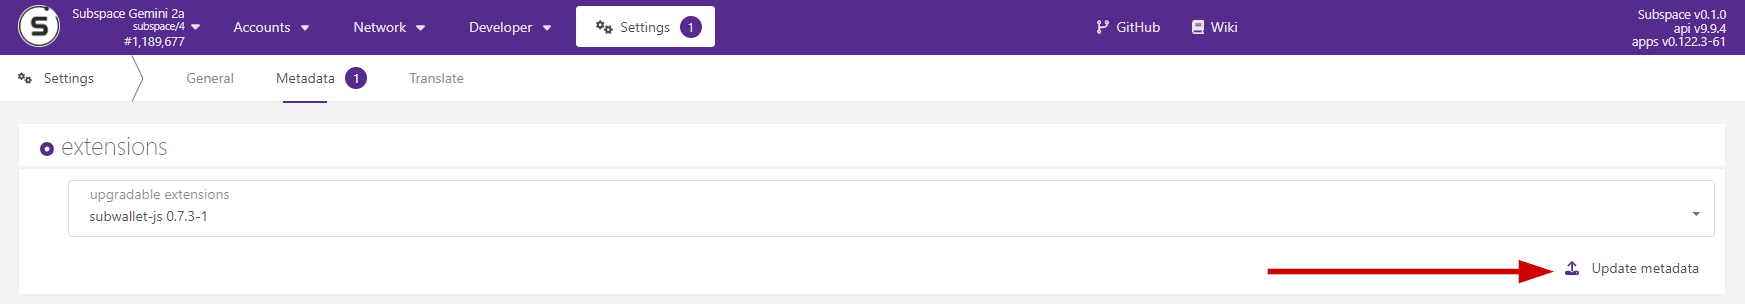 Subspace Gemini 2a
subspace/4
#1,189,677
Accounts
Network
Developer
Settings 1
GitHub
Wiki
Subspace v0.1.0
api v9.9.4
apps v0.122.3-61
Settings
General
Metadata 1
Translate
extensions
upgradable extensions
subwallet-js 0.7.3-1
Update metadata